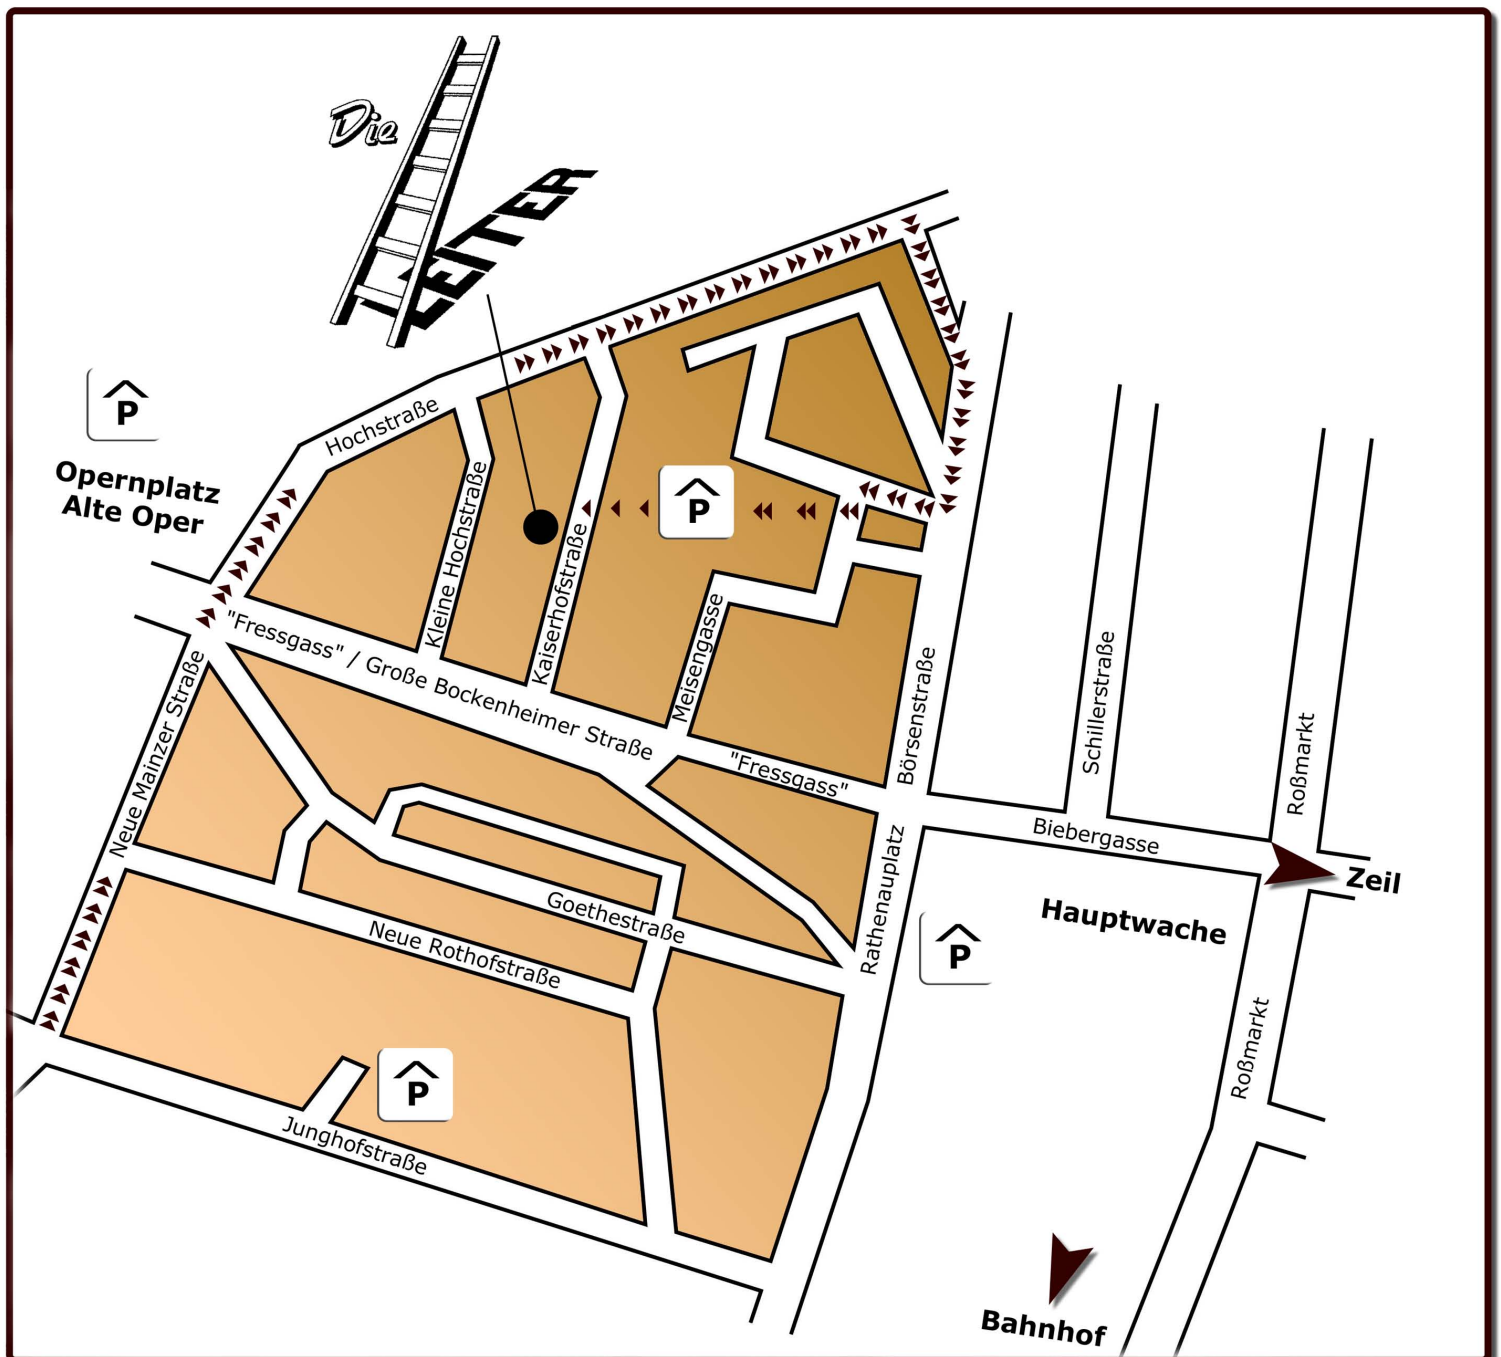 Die
LEITER
P
Opernplatz
Alte Oper
Hochstraße
Kleine Hochstraße
Kaiserhofstraße
P
Meisengasse
"Fressgass" / Große Bockenheimer Straße
"Fressgass"
Börsenstraße
Schillerstraße
Roßmarkt
Neue Mainzer Straße
Biebergasse
Zeil
Hauptwache
Rathenauplatz
P
Goethestraße
Neue Rothofstraße
Roßmarkt
P
Junghofstraße
Bahnhof